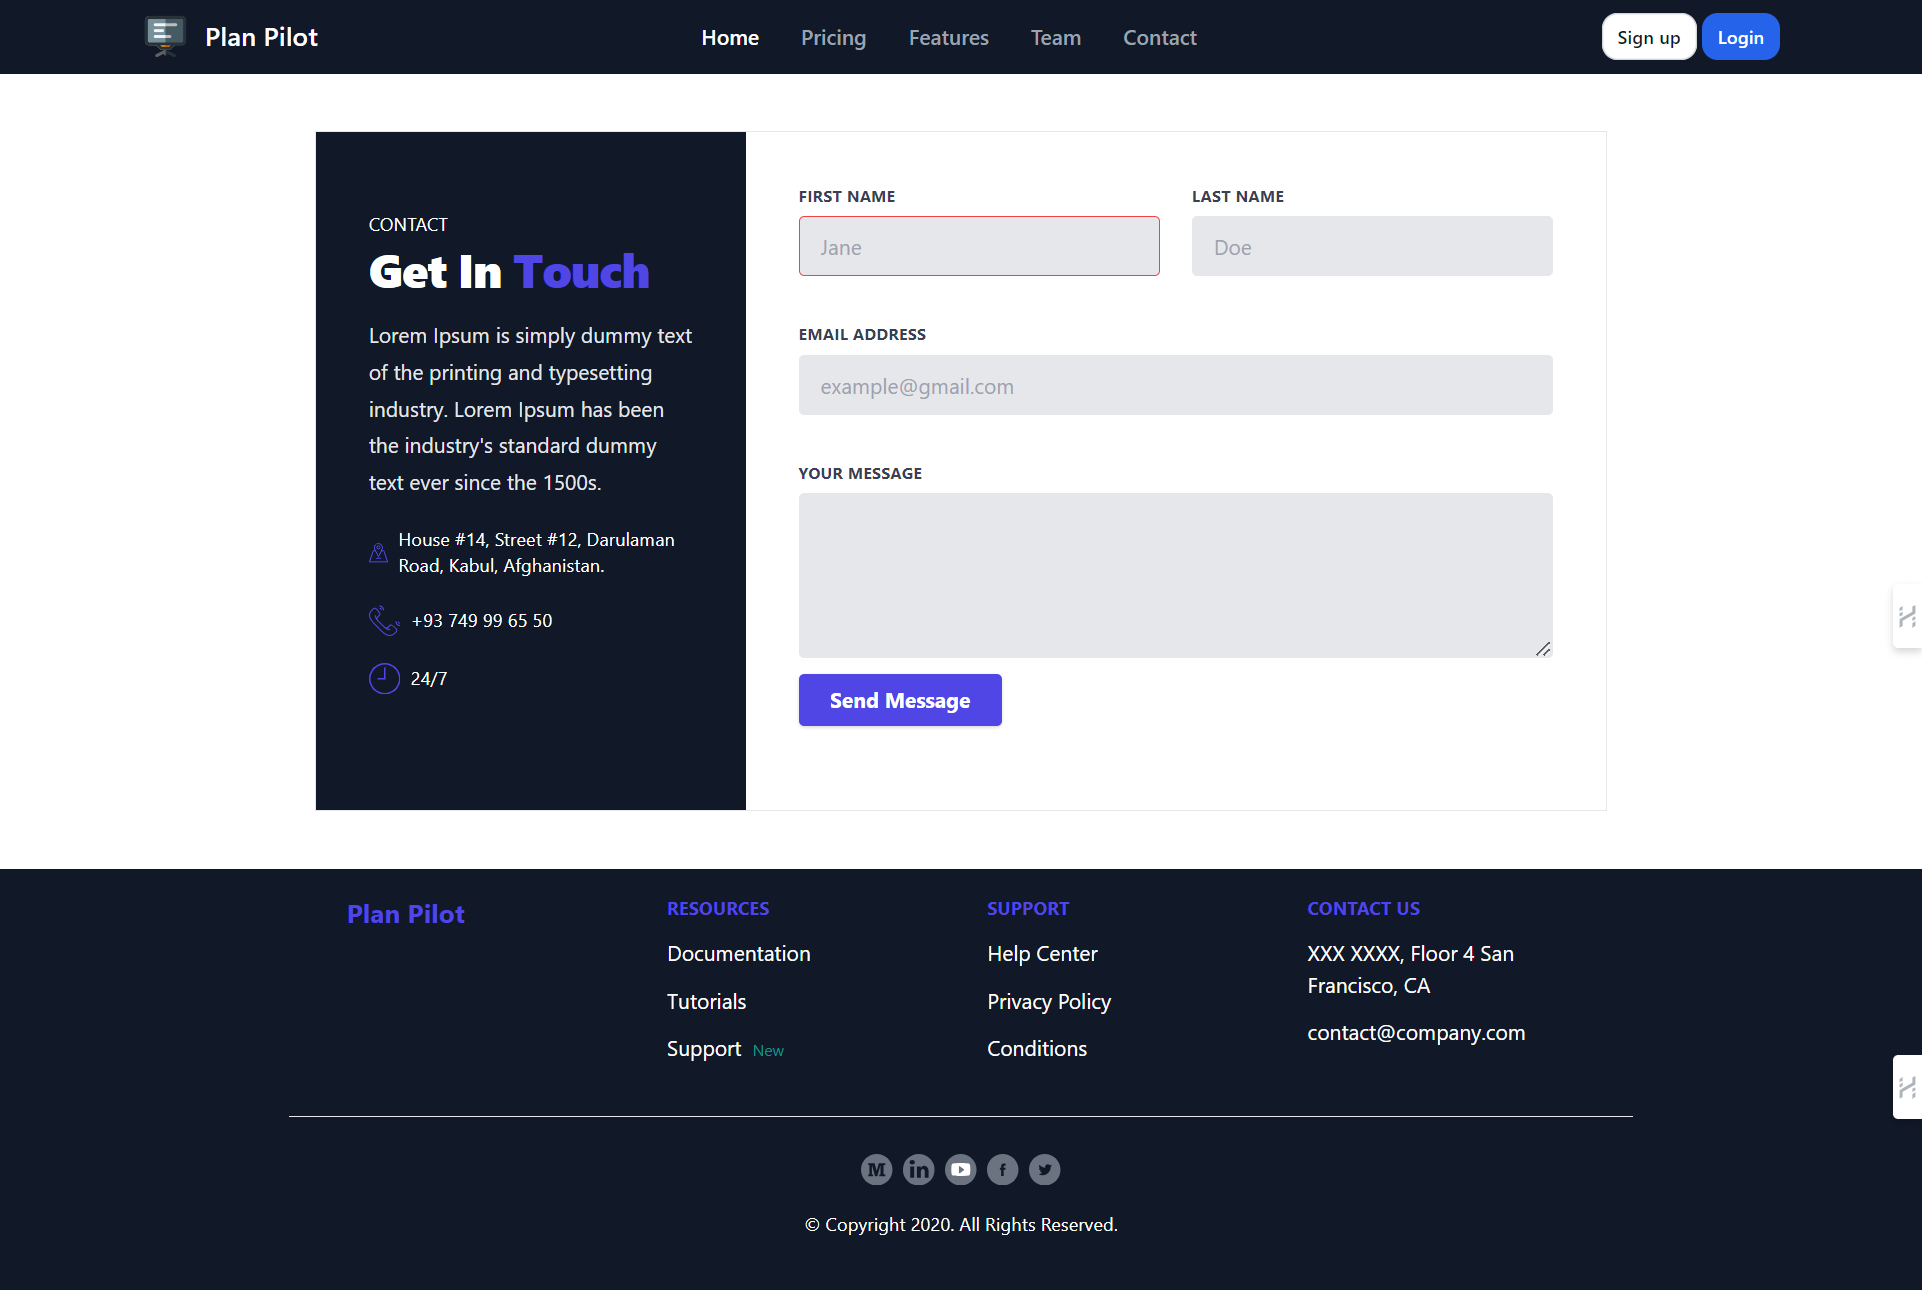 Plan Pilot
Home
Pricing
Features
Team
Contact
Sign up
Login
CONTACT
Get In Touch
Lorem Ipsum is simply dummy text
of the printing and typesetting
industry. Lorem Ipsum has been
the industry's standard dummy
text ever since the 1500s.
House #14, Street #12, Darulaman
Road, Kabul, Afghanistan.
+93 749 99 65 50
24/7
FIRST NAME
Jane
LAST NAME
Doe
EMAIL ADDRESS
example@gmail.com
YOUR MESSAGE
Send Message
Plan Pilot
RESOURCES
Documentation
Tutorials
Support New
SUPPORT
Help Center
Privacy Policy
Conditions
CONTACT US
XXX XXXX, Floor 4 San
Francisco, CA
contact@company.com
© Copyright 2020. All Rights Reserved.